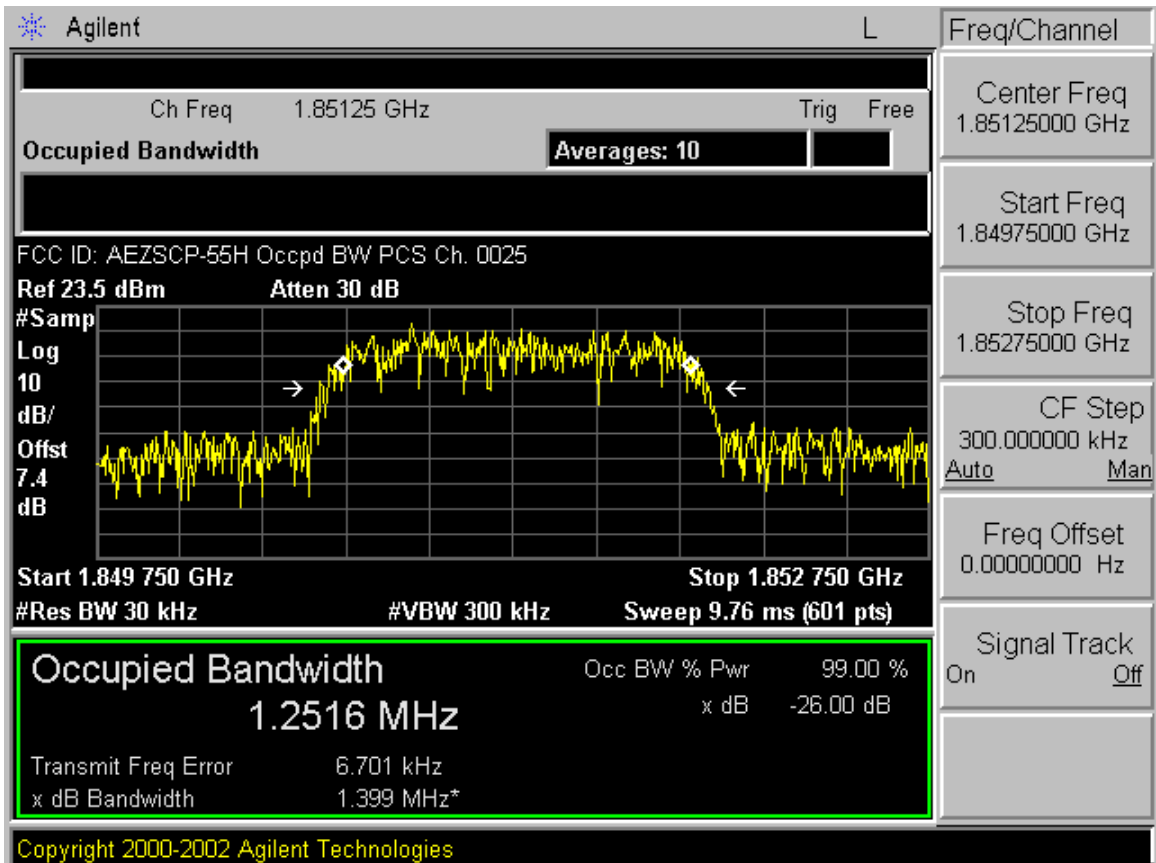 Agilent L
Freq/Channel
Ch Freq 1.85125 GHz Trig Free
Occupied Bandwidth Averages: 10
FCC ID: AEZSCP-55H Occpd BW PCS Ch. 0025
Ref 23.5 dBm Atten 30 dB
#Samp
Log
10
dB/
Offst
7.4
dB
Start 1.849 750 GHz Stop 1.852 750 GHz
#Res BW 30 kHz #VBW 300 kHz Sweep 9.76 ms (601 pts)
Occupied Bandwidth Occ BW % Pwr 99.00 %
1.2516 MHz x dB -26.00 dB
Transmit Freq Error 6.701 kHz
x dB Bandwidth 1.399 MHz*
Center Freq
1.85125000 GHz
Start Freq
1.84975000 GHz
Stop Freq
1.85275000 GHz
CF Step
300.000000 kHz
Auto Man
Freq Offset
0.00000000 Hz
Signal Track
On Off
Copyright 2000-2002 Agilent Technologies